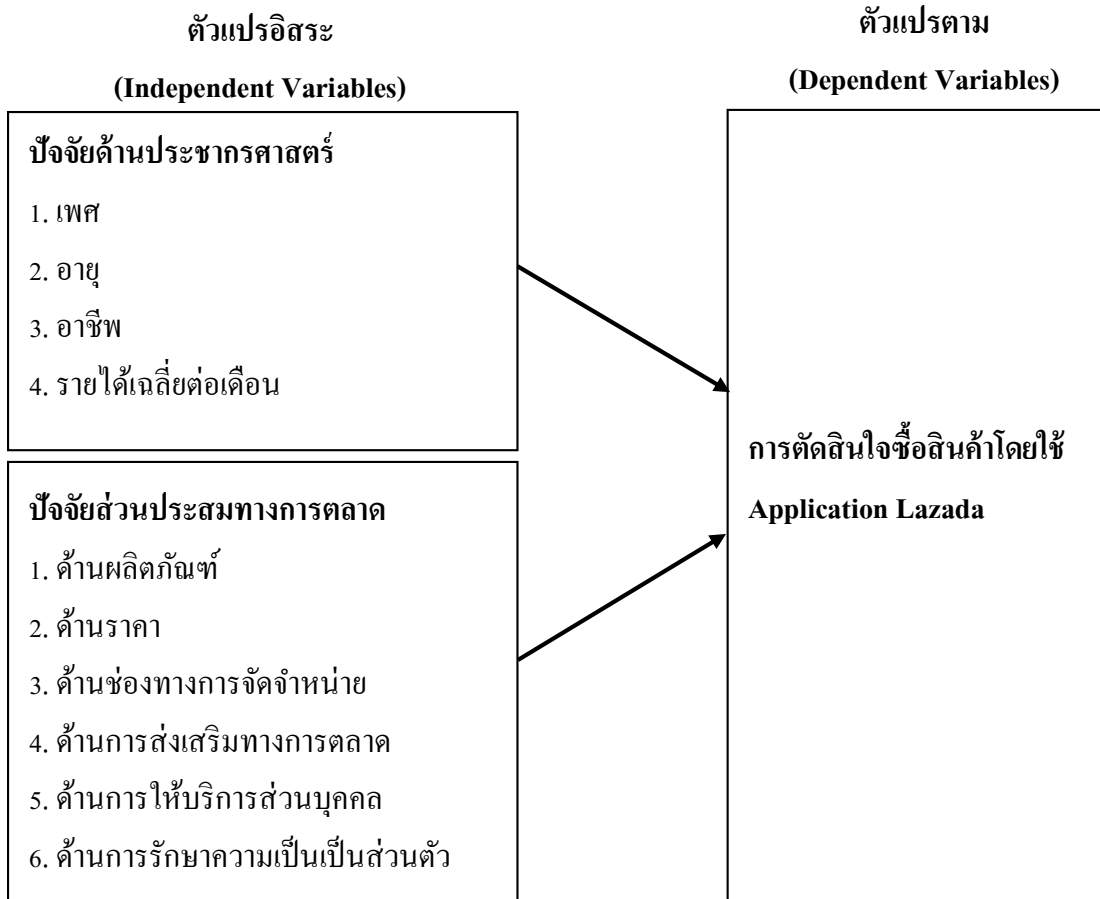 ตัวแปรอิสระ
(Independent Variables)
ปัจจัยด้านประชากรศาสตร์
1. เพศ
2. อายุ
3. อาชีพ
4. รายได้เฉลี่ยต่อเดือน
ปัจจัยส่วนประสมทางการตลาด
1. ด้านผลิตภัณฑ์
2. ด้านราคา
3. ด้านช่องทางการจัดจำหน่าย
4. ด้านการส่งเสริมทางการตลาด
5. ด้านการให้บริการส่วนบุคคล
6. ด้านการรักษาความเป็นเป็นส่วนตัว
ตัวแปรตาม
(Dependent Variables)
การตัดสินใจซื้อสินค้าโดยใช้
Application Lazada